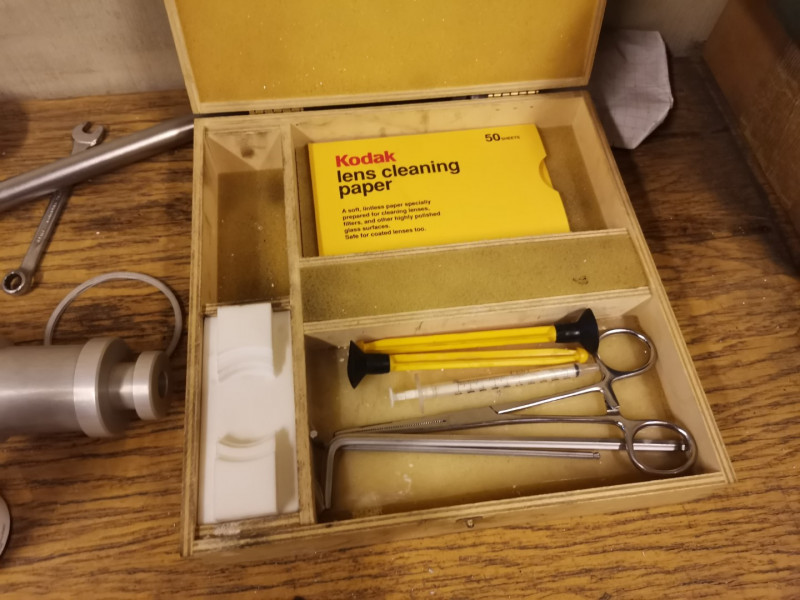 Kodak
50 SHEETS
lens cleaning
paper
A soft, lintless paper specially
prepared for cleaning lenses,
filters, and other highly polished
glass surfaces.
Safe for coated lenses too.